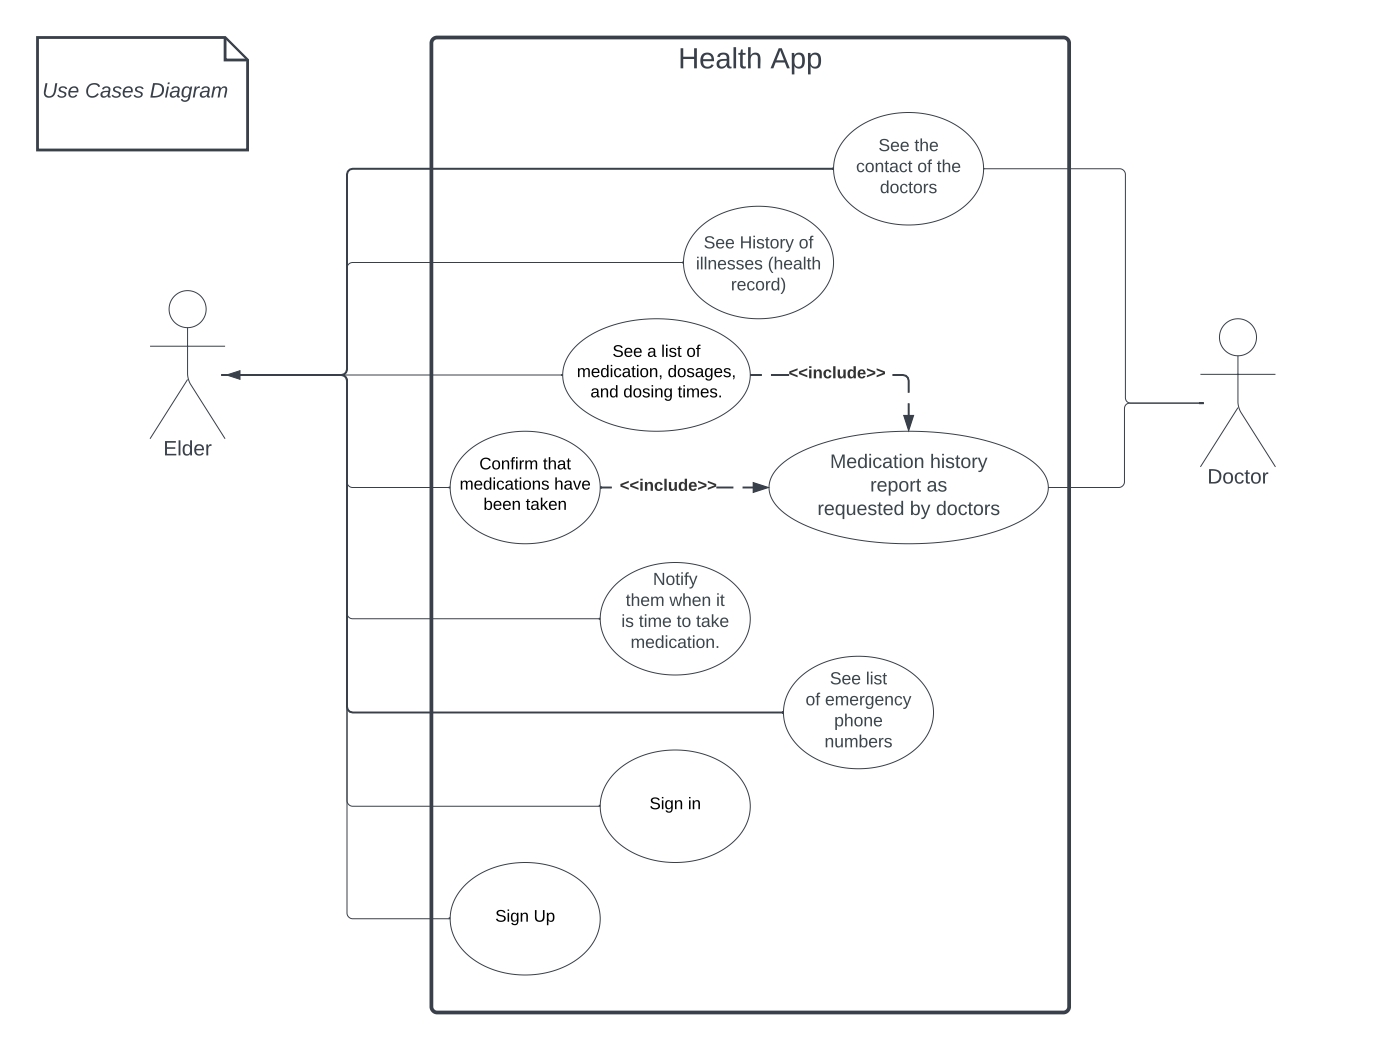 Use Cases Diagram
Health App
See the
contact of the
doctors
See History of
illnesses (health
record)
See a list of
medication, dosages,
and dosing times.
<<include>>
Elder
Confirm that
medications have
been taken
<<include>>
Medication history
report as
requested by doctors
Doctor
Notify
them when it
is time to take
medication.
See list
of emergency
phone
numbers
Sign in
Sign Up